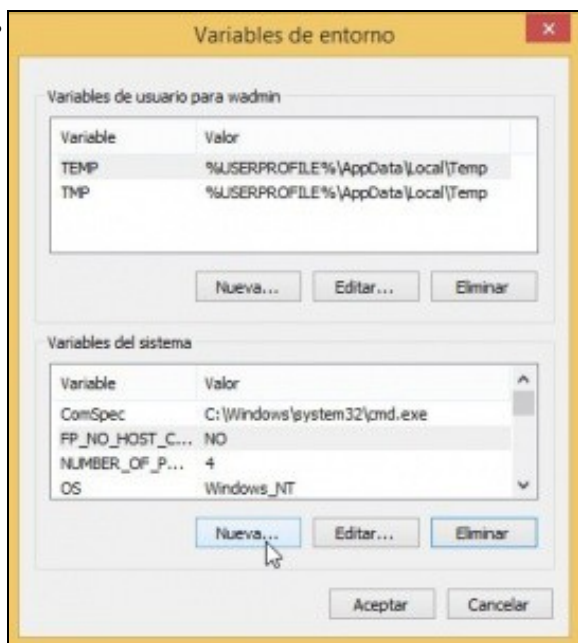 Variables de entorno
Variables de usuario para wadmin
Variable Valor
TEMP %USERPROFILE%\AppData\Local\Temp
TMP %USERPROFILE%\AppData\Local\Temp
Nueva... Editar... Eliminar
Variables del sistema
Variable Valor
ComSpec C:\Windows\system32\cmd.exe
FP_NO_HOST_C... NO
NUMBER_OF_P... 4
OS Windows_NT
Nueva... Editar... Eliminar
Aceptar Cancelar